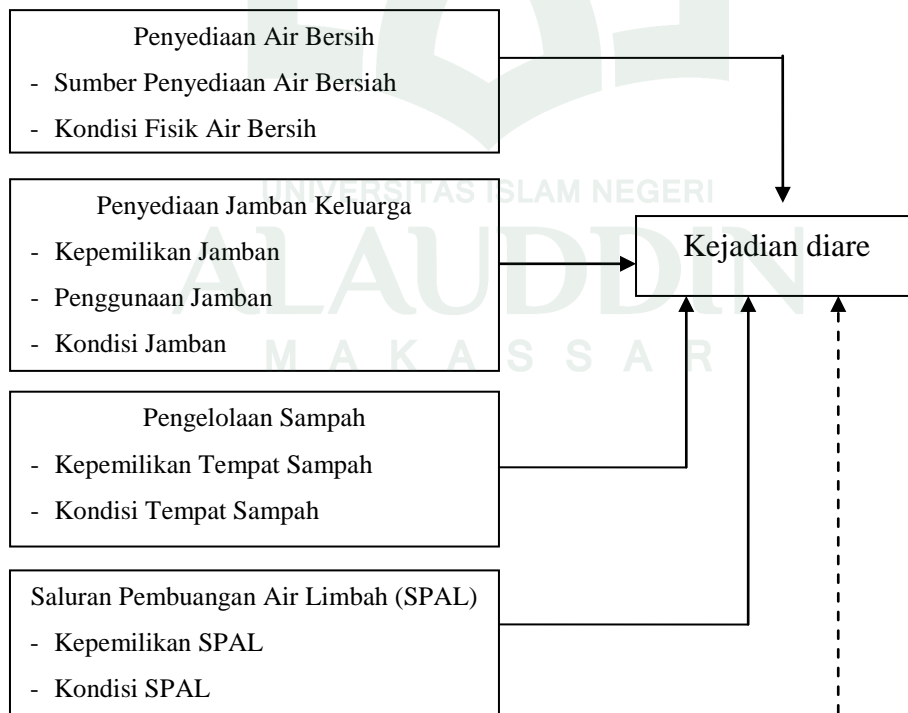 Penyediaan Air Bersih
- Sumber Penyediaan Air Bersiah
- Kondisi Fisik Air Bersih
UNIVERSITAS ISLAM NEGERI
Penyediaan Jamban Keluarga
- Kepemilikan Jamban
- Penggunaan Jamban
- Kondisi Jamban
Kejadian diare
ALAUDDIN
MAKASSAR
Pengelolaan Sampah
- Kepemilikan Tempat Sampah
- Kondisi Tempat Sampah
Saluran Pembuangan Air Limbah (SPAL)
- Kepemilikan SPAL
- Kondisi SPAL